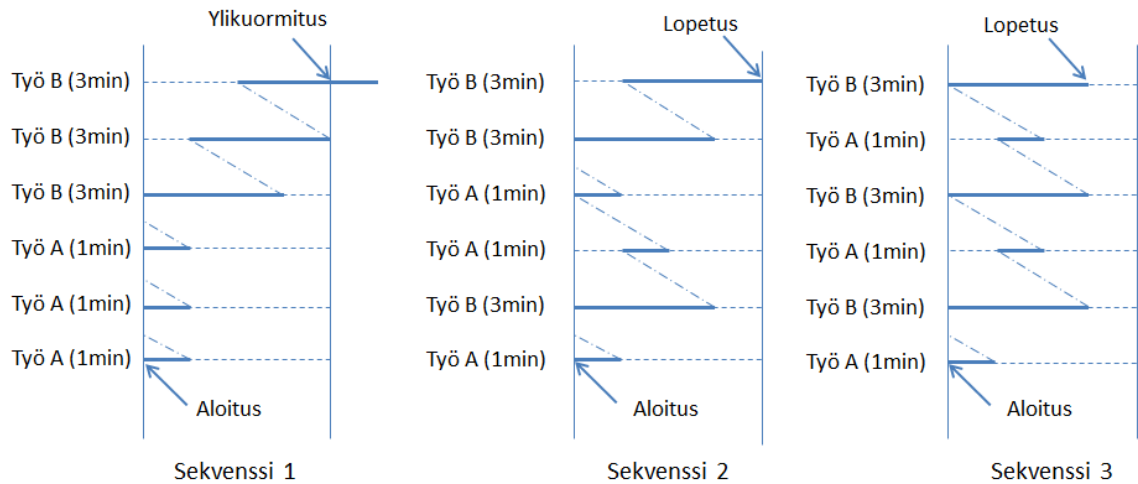 Ylikuormitus
Työ B (3min)
Työ B (3min)
Työ B (3min)
Työ A (1min)
Työ A (1min)
Työ A (1min)
Aloitus
Sekvenssi 1
Lopetus
Työ B (3min)
Työ B (3min)
Työ A (1min)
Työ A (1min)
Työ B (3min)
Työ A (1min)
Aloitus
Sekvenssi 2
Lopetus
Työ B (3min)
Työ A (1min)
Työ B (3min)
Työ A (1min)
Työ B (3min)
Työ A (1min)
Aloitus
Sekvenssi 3